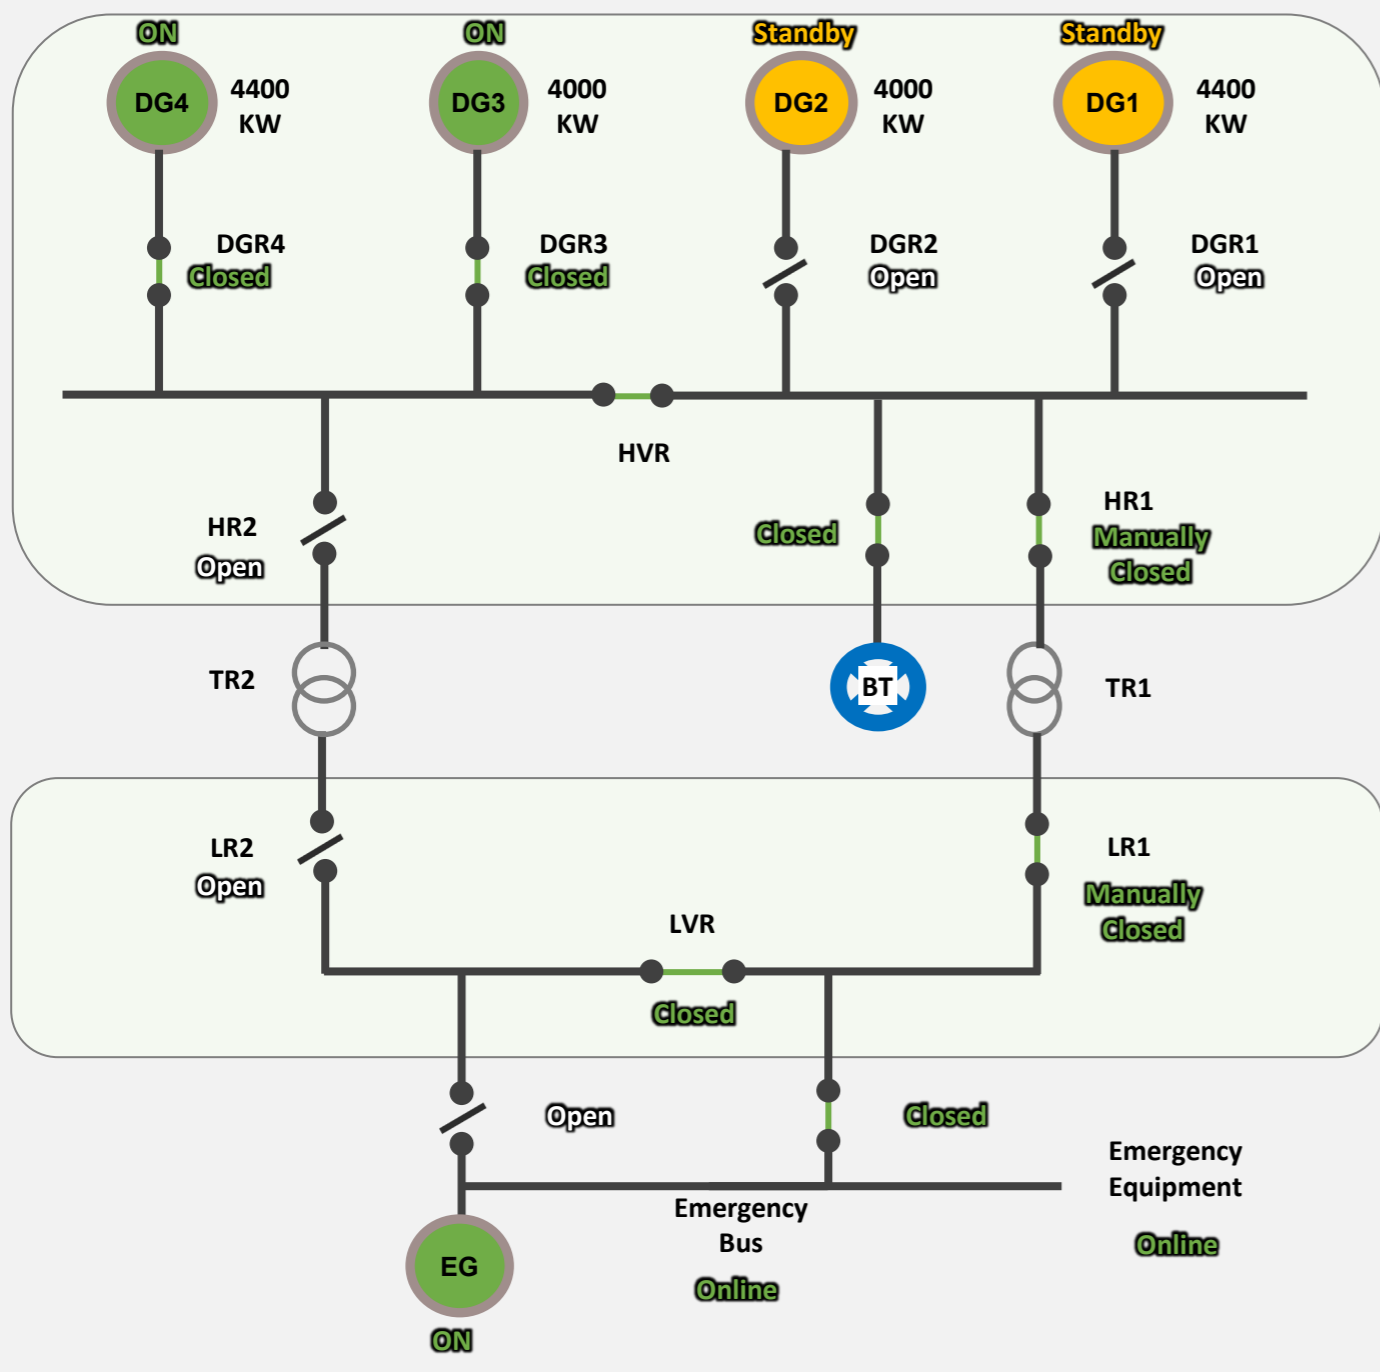 ON
ON
Standby
Standby
DG4
4400
KW
DG3
4000
KW
DG2
4000
KW
DG1
4400
KW
DGR4
Closed
DGR3
Closed
DGR2
Open
DGR1
Open
HVR
HR2
Open
Closed
HR1
Manually
Closed
TR2
BT
TR1
LR2
Open
LR1
Manually
Closed
LVR
Closed
Open
Closed
Emergency
Equipment
Online
Emergency
Bus
Online
EG
ON